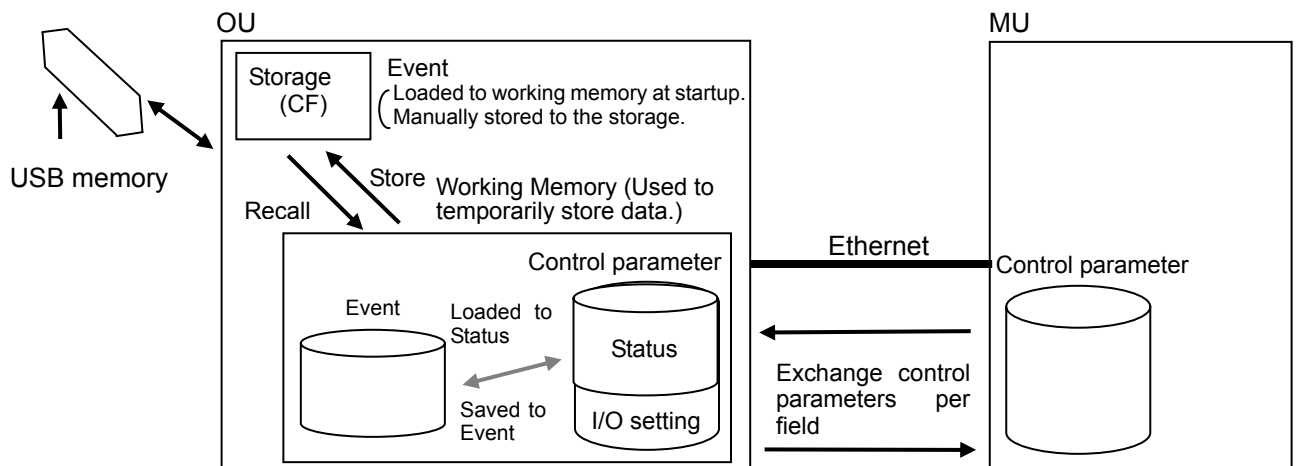 OU
MU
Storage
(CF)
Event
Loaded to working memory at startup.
Manually stored to the storage.
USB memory
Store
Recall
Working Memory (Used to
temporarily store data.)
Ethernet
Control parameter
Control parameter
Event
Loaded to
Status
Status
Saved to
Event
I/O setting
Exchange control
parameters per
field